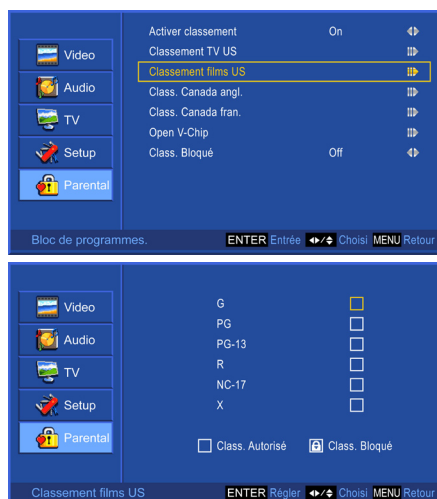 Activer classement On
Video
Classement TV US
Classement films US
Audio
Class. Canada angl.
TV
Class. Canada fran.
Open V-Chip
Setup
Class. Bloqué Off
Parental
Bloc de programmes. ENTER Entrée Choisi MENU Retour
Video
G
PG
Audio
PG-13
TV
R
NC-17
Setup
X
Parental
Class. Autorisé Class. Bloqué
Classement films US ENTER Régler Choisi MENU Retour